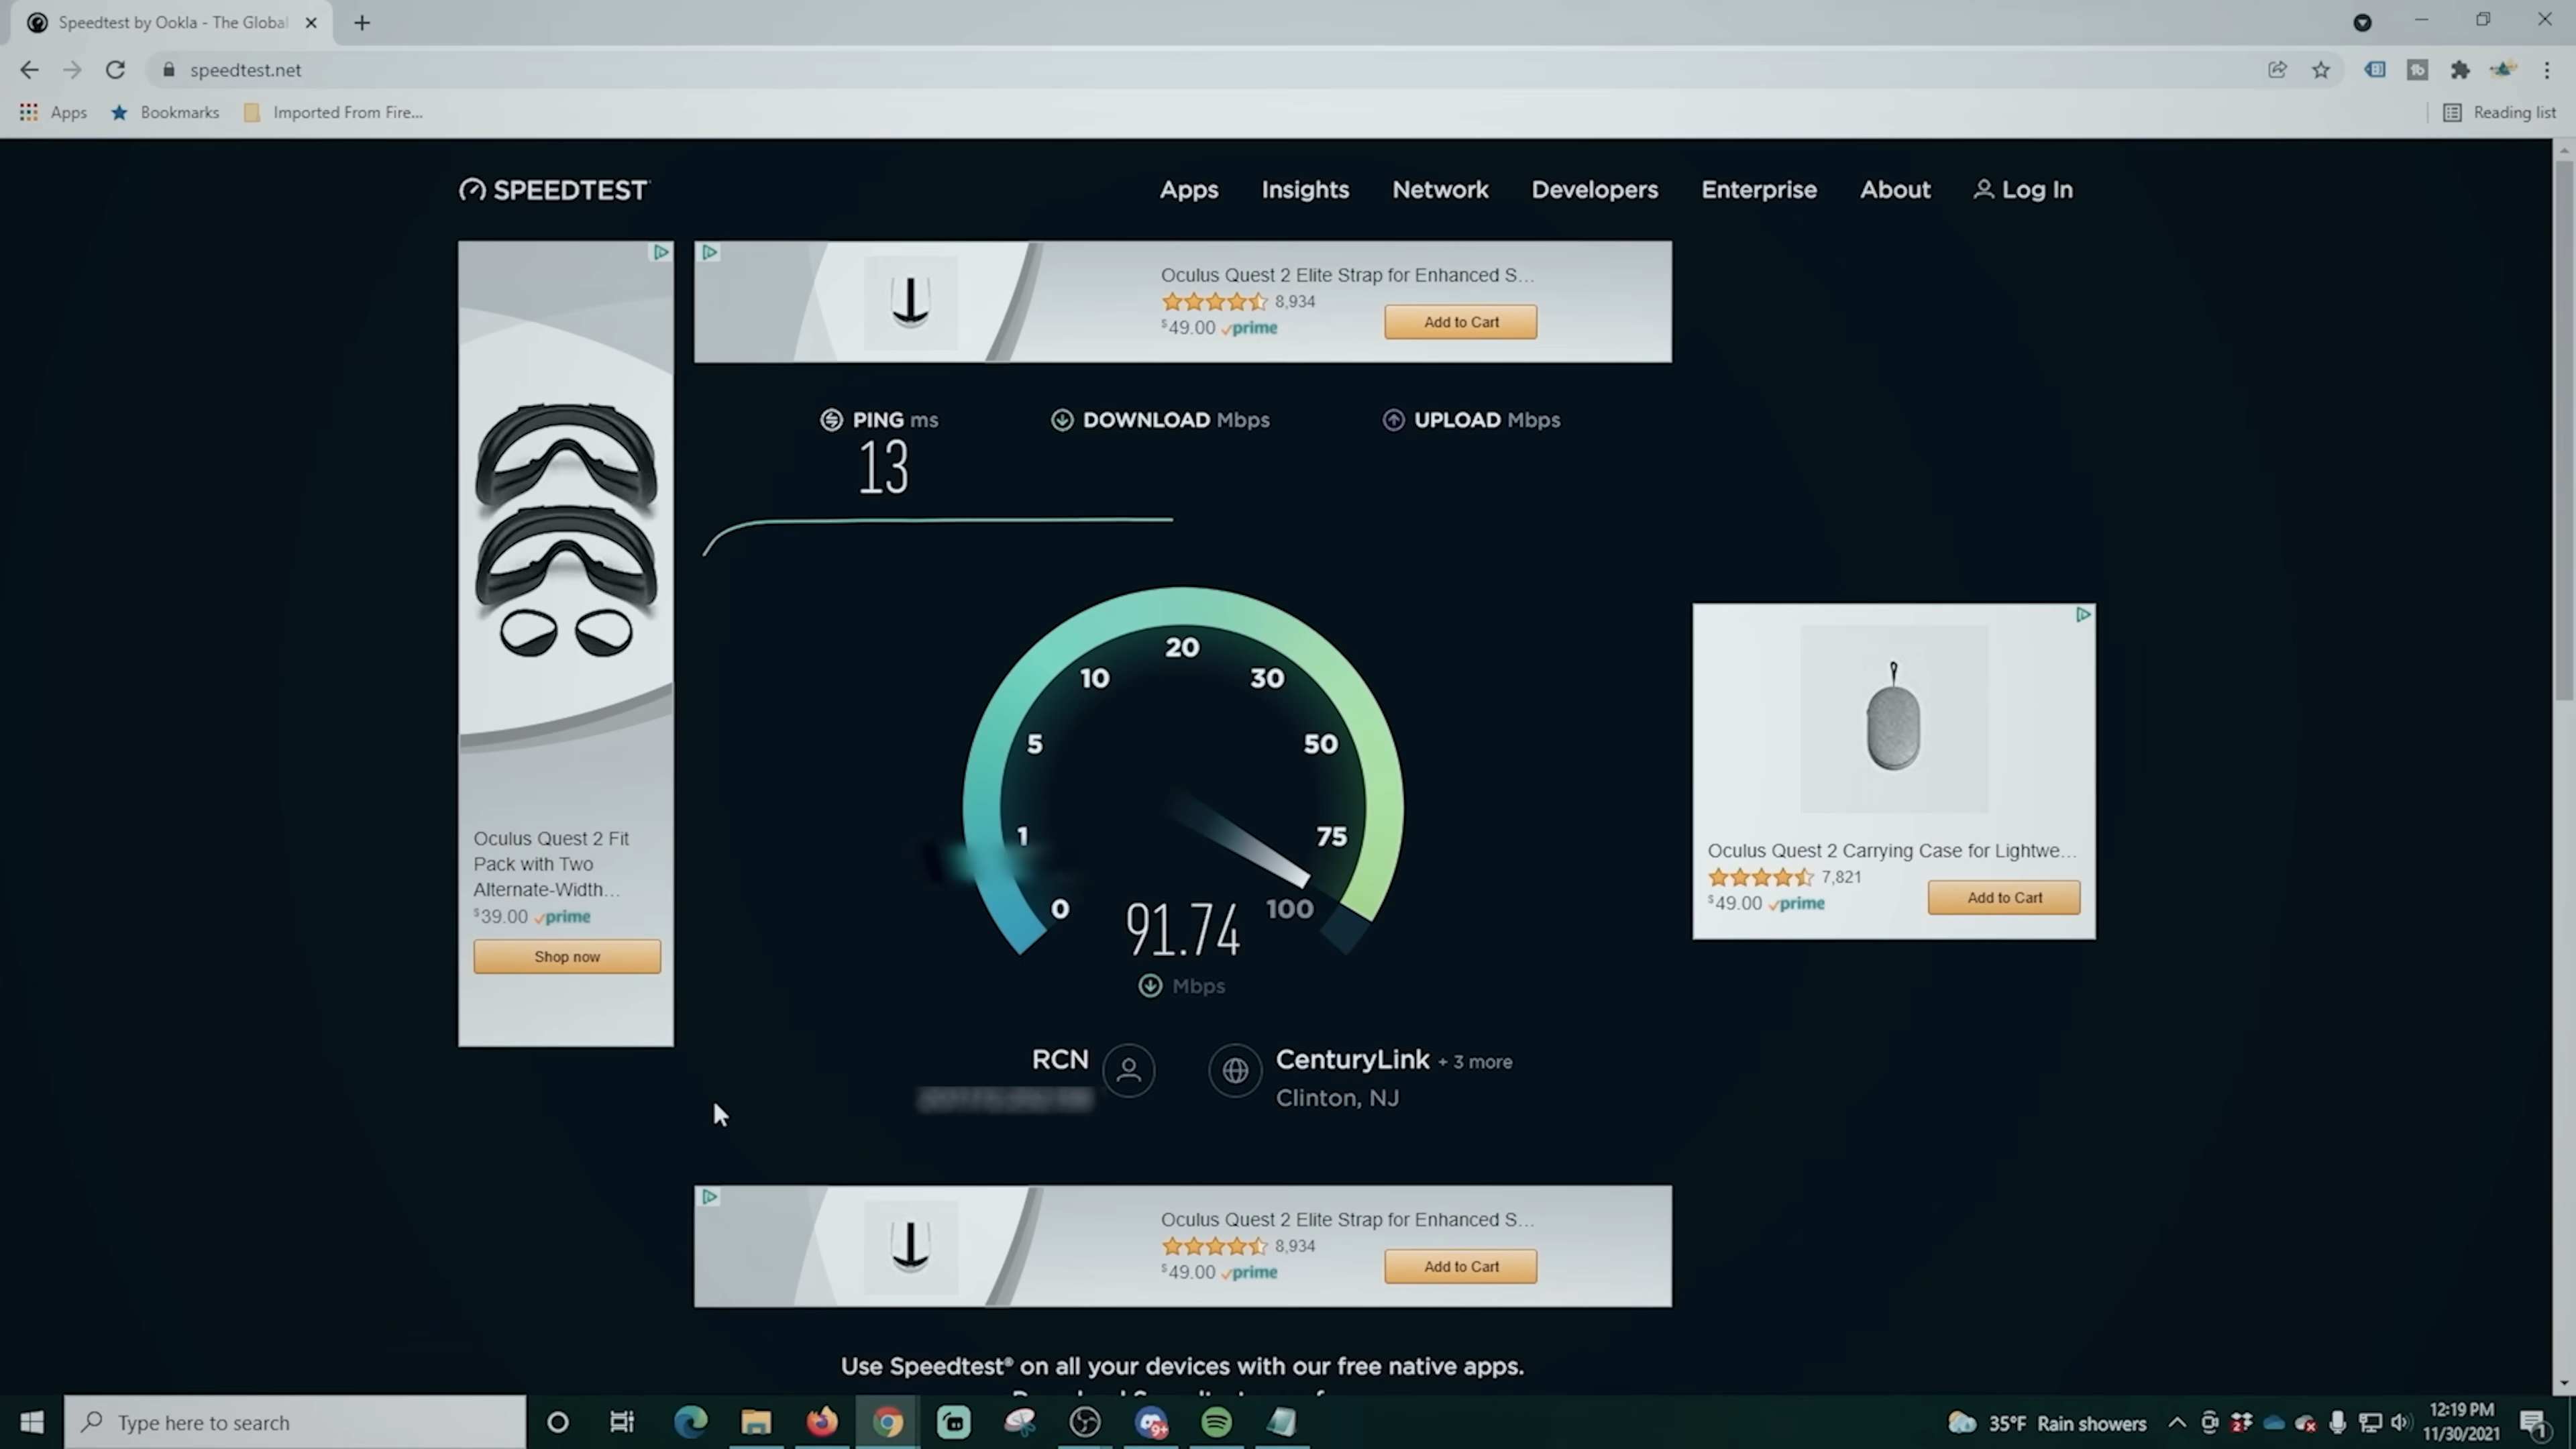 Speedtest by Ookla - The Global
speedtest.net
Apps
Bookmarks
Imported From Fire...
Reading list
SPEEDTEST
Apps
Insights
Network
Developers
Enterprise
About
Log In
Oculus Quest 2 Elite Strap for Enhanced S...
8,934
$49.00 prime
Add to Cart
PING ms
13
DOWNLOAD Mbps
UPLOAD Mbps
0
1
5
10
20
30
50
75
100
91.74
Mbps
Oculus Quest 2 Fit
Pack with Two
Alternate-Width...
$39.00 prime
Shop now
Oculus Quest 2 Carrying Case for Lightwe...
7,821
$49.00 prime
Add to Cart
RCN
CenturyLink + 3 more
Clinton, NJ
Oculus Quest 2 Elite Strap for Enhanced S...
8,934
$49.00 prime
Add to Cart
Use Speedtest® on all your devices with our free native apps.
Type here to search
9+
2
35°F Rain showers
12:19 PM
11/30/2021
1